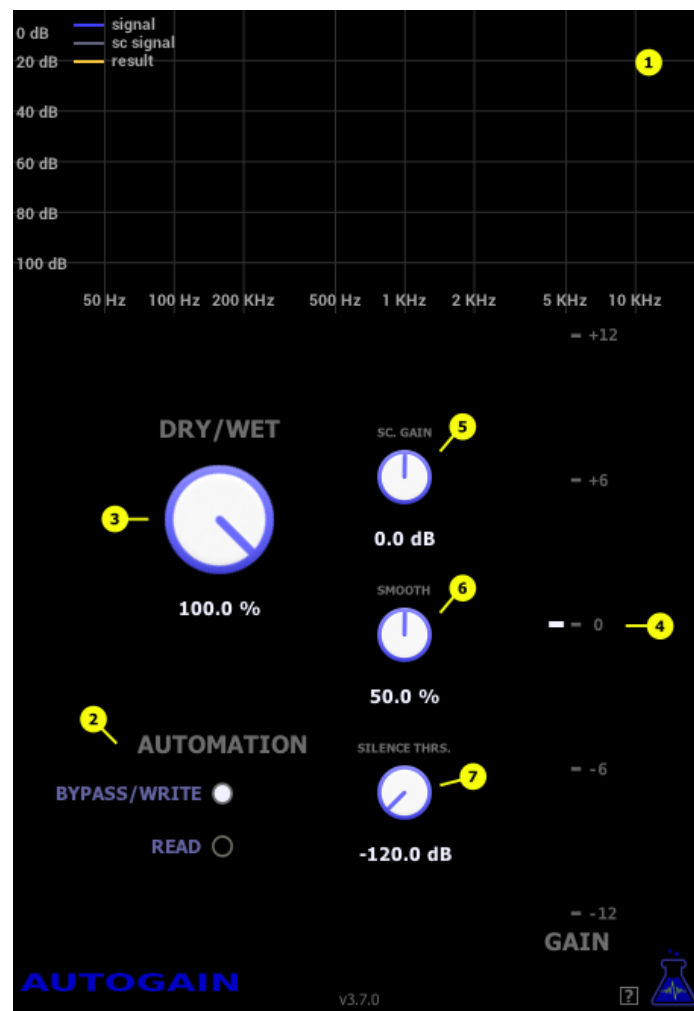 0 dB
signal
sc signal
20 dB
result
1
40 dB
60 dB
80 dB
100 dB
50 Hz 100 Hz 200 KHz 500 Hz 1 KHz 2 KHz 5 KHz 10 KHz
+12
DRY/WET
SC. GAIN
5
+6
3
0.0 dB
SMOOTH
6
100.0 %
0
4
50.0 %
2
AUTOMATION
SILENCE THRS.
-6
7
BYPASS/WRITE
READ
-120.0 dB
-12
GAIN
AUTOGAIN
v3.7.0
?